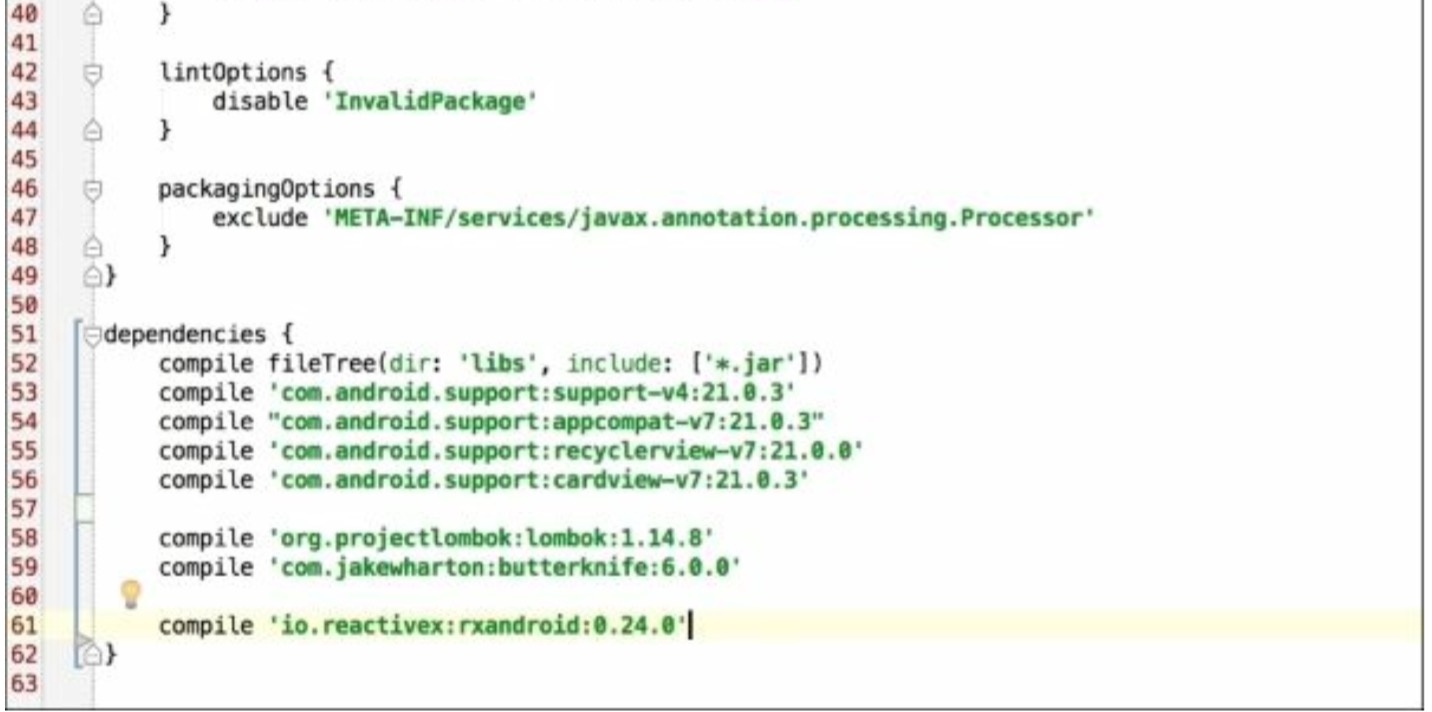 40 }
41
42 lintOptions {
43 disable 'InvalidPackage'
44 }
45
46 packagingOptions {
47 exclude 'META-INF/services/javax.annotation.processing.Processor'
48 }
49 }
50
51 dependencies {
52 compile fileTree(dir: 'libs', include: ['*.jar'])
53 compile 'com.android.support:support-v4:21.0.3'
54 compile "com.android.support:appcompat-v7:21.0.3"
55 compile 'com.android.support:recyclerview-v7:21.0.0'
56 compile 'com.android.support:cardview-v7:21.0.3'
57
58 compile 'org.projectlombok:lombok:1.14.8'
59 compile 'com.jakewharton:butterknife:6.0.0'
60
61 compile 'io.reactivex:rxandroid:0.24.0'
62 }
63